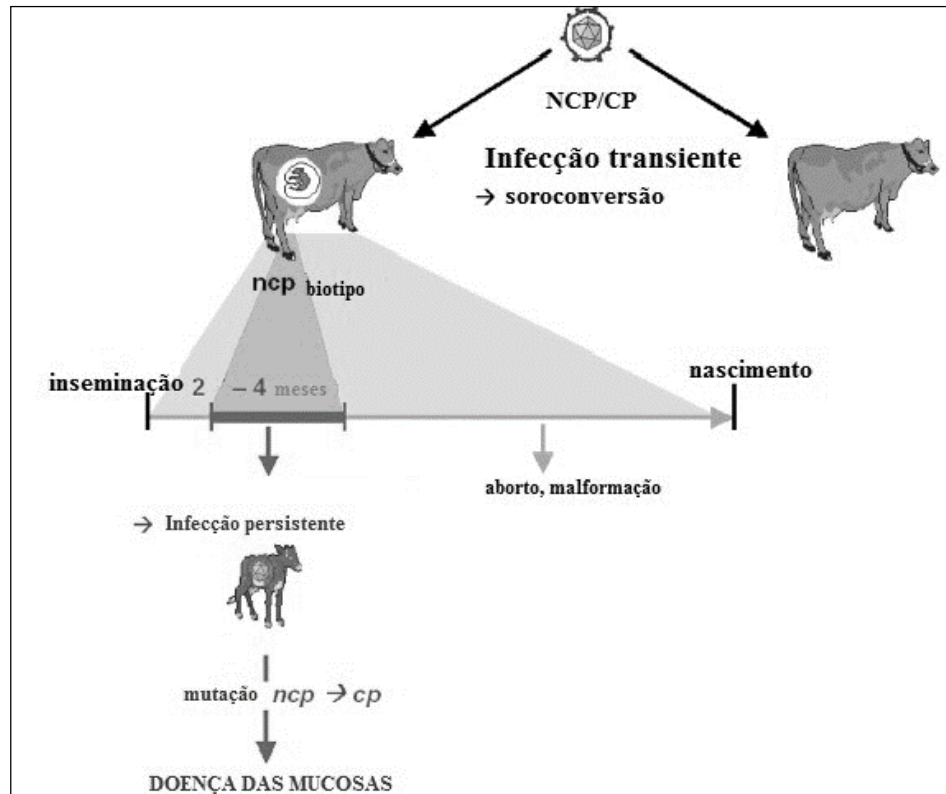 NCP/CP
Infecção transiente
→ soroconversão
ncp biotipo
inseminação 2 – 4 meses
nascimento
aborto, malformação
→ Infecção persistente
mutação ncp → cp
DOENÇA DAS MUCOSAS